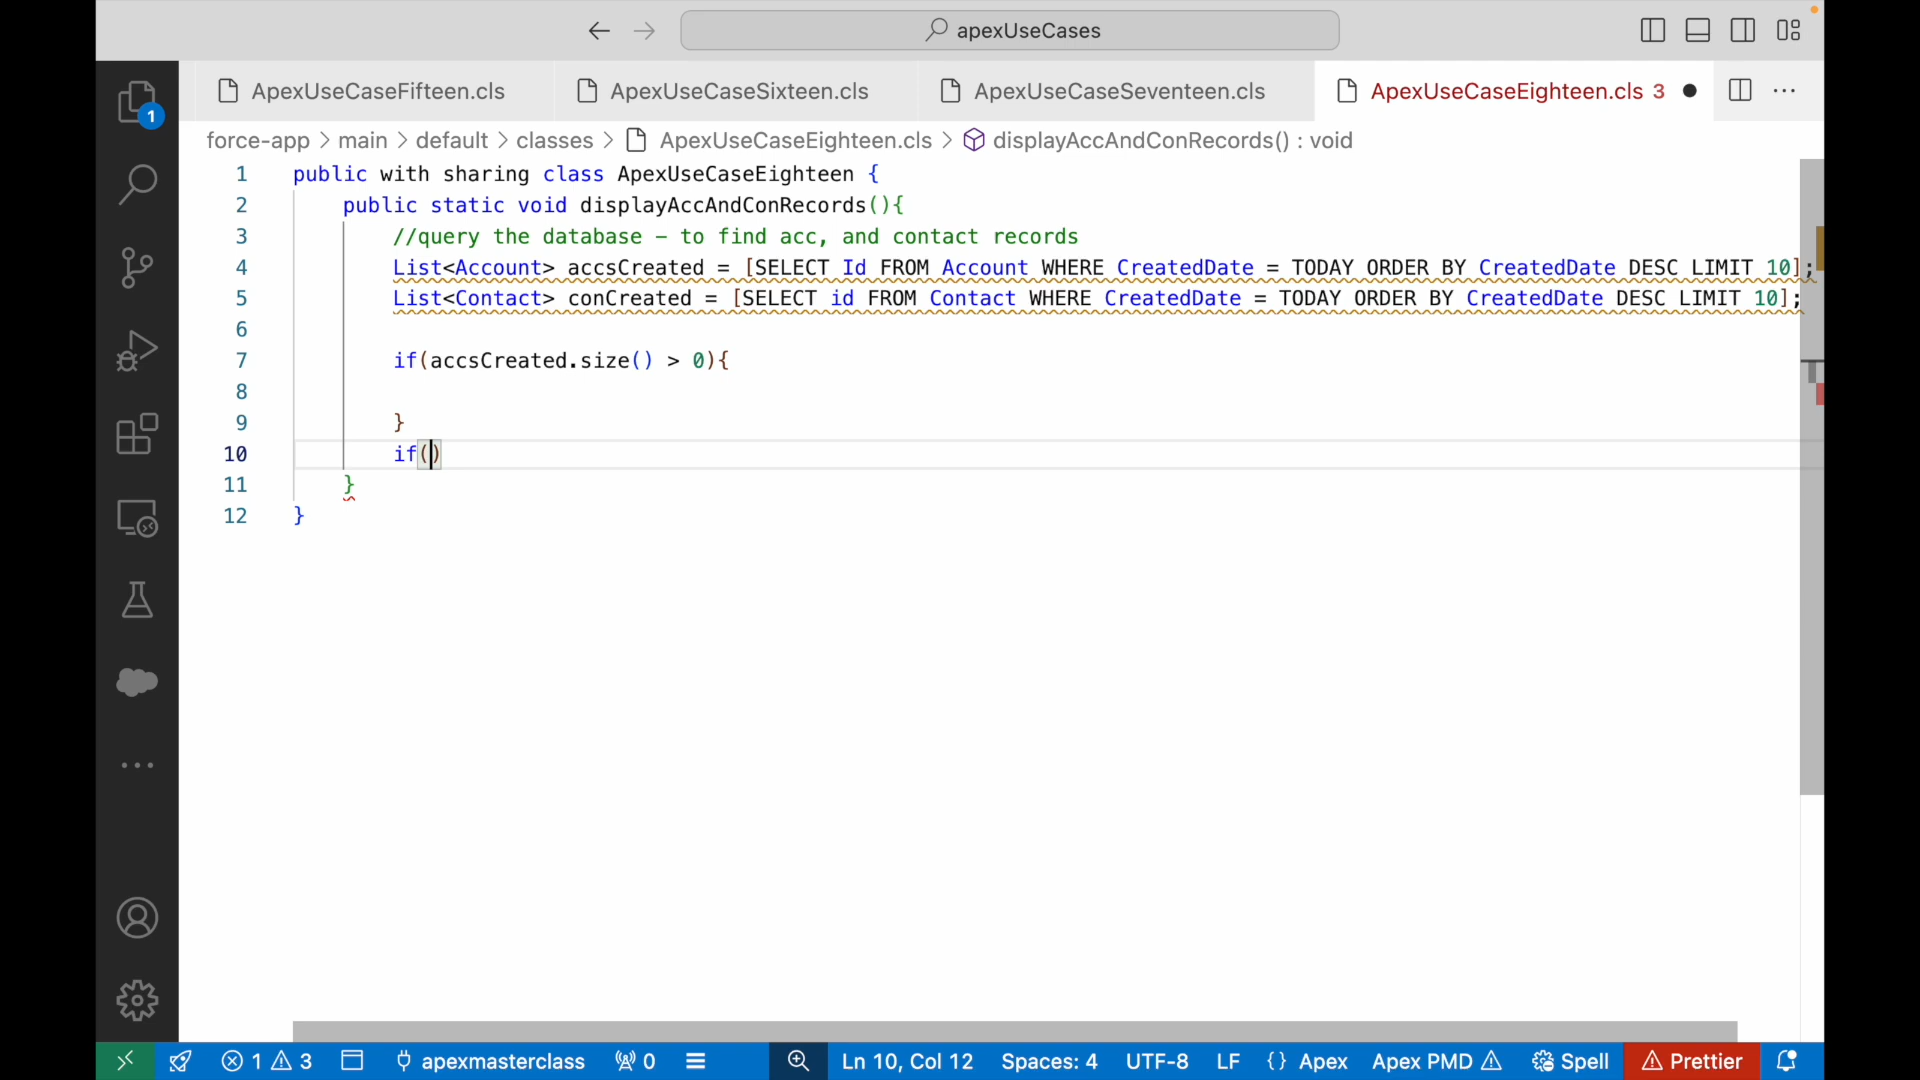 apexUseCases
1
ApexUseCaseFifteen.cls
ApexUseCaseSixteen.cls
ApexUseCaseSeventeen.cls
ApexUseCaseEighteen.cls 3
force-app > main > default > classes > ApexUseCaseEighteen.cls > displayAccAndConRecords() : void
1 public with sharing class ApexUseCaseEighteen {
2 public static void displayAccAndConRecords(){
3 //query the database - to find acc, and contact records
4 List<Account> accsCreated = [SELECT Id FROM Account WHERE CreatedDate = TODAY ORDER BY CreatedDate DESC LIMIT 10];
5 List<Contact> conCreated = [SELECT id FROM Contact WHERE CreatedDate = TODAY ORDER BY CreatedDate DESC LIMIT 10];
6
7 if(accsCreated.size() > 0){
8
9 }
10 if()
11 }
12 }
1 3 apexmasterclass 0 Ln 10, Col 12 Spaces: 4 UTF-8 LF {} Apex Apex PMD Spell Prettier